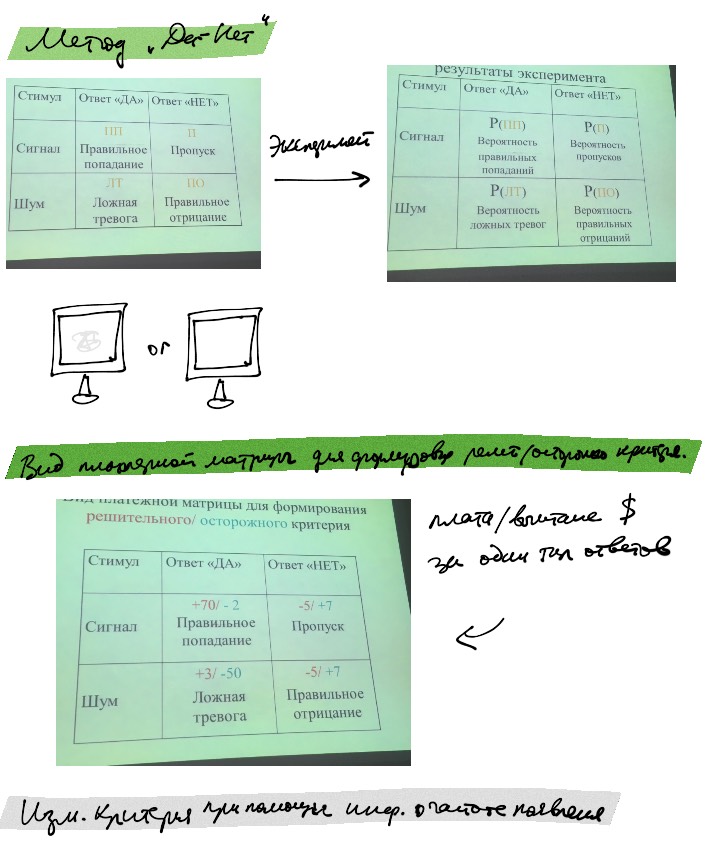 Метод „Да-Нет“
Стимул Ответ «ДА» Ответ «НЕТ»
Сигнал ПП Правильное попадание П Пропуск
Шум ЛТ Ложная тревога ПО Правильное отрицание
результаты эксперимента
Стимул Ответ «ДА» Ответ «НЕТ»
Сигнал P(ПП) Вероятность правильных попаданий P(П) Вероятность пропусков
Шум P(ЛТ) Вероятность ложных тревог P(ПО) Вероятность правильных отрицаний
or
Вид платежной матрицы для решит/осторожно критерия.
Вид платежной матрицы для формирования
решительного/ осторожного критерия
Стимул Ответ «ДА» Ответ «НЕТ»
Сигнал +70/ - 2 Правильное попадание -5/ +7 Пропуск
Шум +3/ -50 Ложная тревога -5/ +7 Правильное отрицание
плата/вычитание $
за один тип ответов
Изм. критерия при помощи инф. о частоте появления